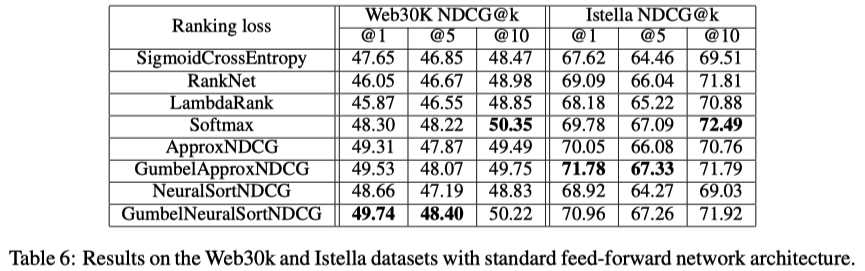 Ranking loss Web30K NDCG@k Istella NDCG@k
@1 @5 @10 @1 @5 @10
SigmoidCrossEntropy 47.65 46.85 48.47 67.62 64.46 69.51
RankNet 46.05 46.67 48.98 69.09 66.04 71.81
LambdaRank 45.87 46.55 48.85 68.18 65.22 70.88
Softmax 48.30 48.22 50.35 69.78 67.09 72.49
ApproxNDCG 49.31 47.87 49.49 70.05 66.08 70.76
GumbelApproxNDCG 49.53 48.07 49.75 71.78 67.33 71.79
NeuralSortNDCG 48.66 47.19 48.83 68.92 64.27 69.03
GumbelNeuralSortNDCG 49.74 48.40 50.22 70.96 67.26 71.92
Table 6: Results on the Web30k and Istella datasets with standard feed-forward network architecture.